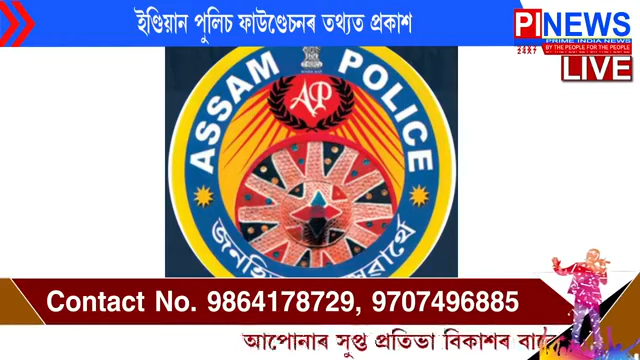 ইণ্ডিয়ান পুলিচ ফাউণ্ডেচনৰ তথ্যত প্ৰকাশ
PI NEWS
24x7 PRIME INDIA NEWS
BY THE PEOPLE FOR THE PEOPLE
LIVE
ASSAM POLICE
AP
Contact No. 9864178729, 9707496885
আপোনাৰ সুপ্ত প্ৰতিভা বিকাশৰ বাবে